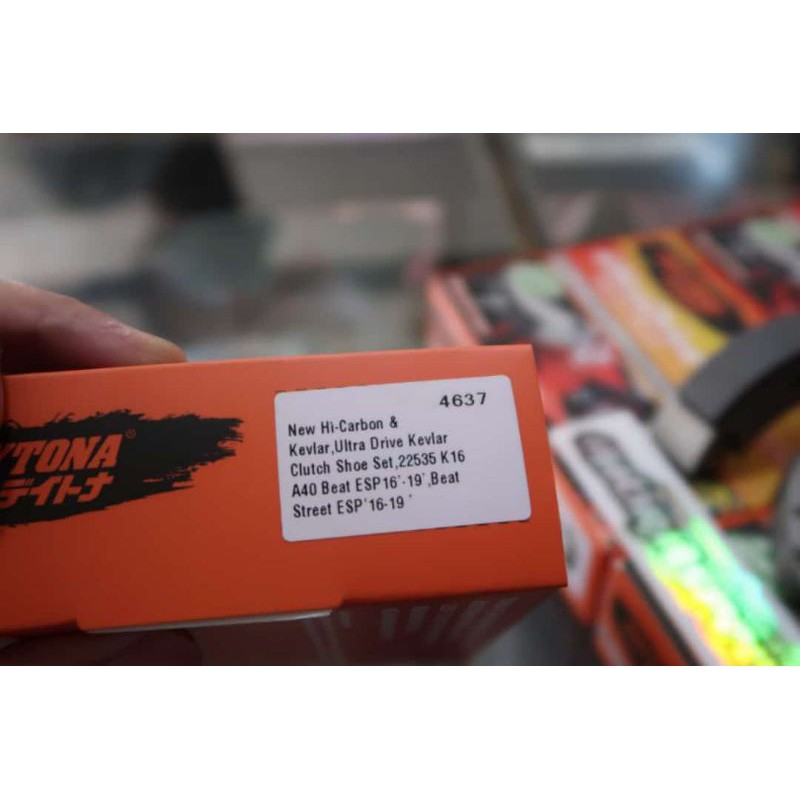 YTONA®
デイトナ
4637
New Hi-Carbon &
Kevlar,Ultra Drive Kevlar
Clutch Shoe Set,22535 K16
A40 Beat ESP16'-19',Beat
Street ESP'16-19 '